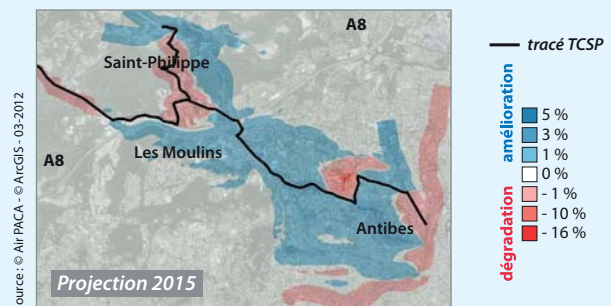 A8
Saint-Philippe
A8
Les Moulins
Antibes
Projection 2015
ource : © Air PACA - © ArcGIS - 03-2012
tracé TCSP
amélioration
5 %
3 %
1 %
0 %
- 1 %
- 10 %
- 16 %
dégradation